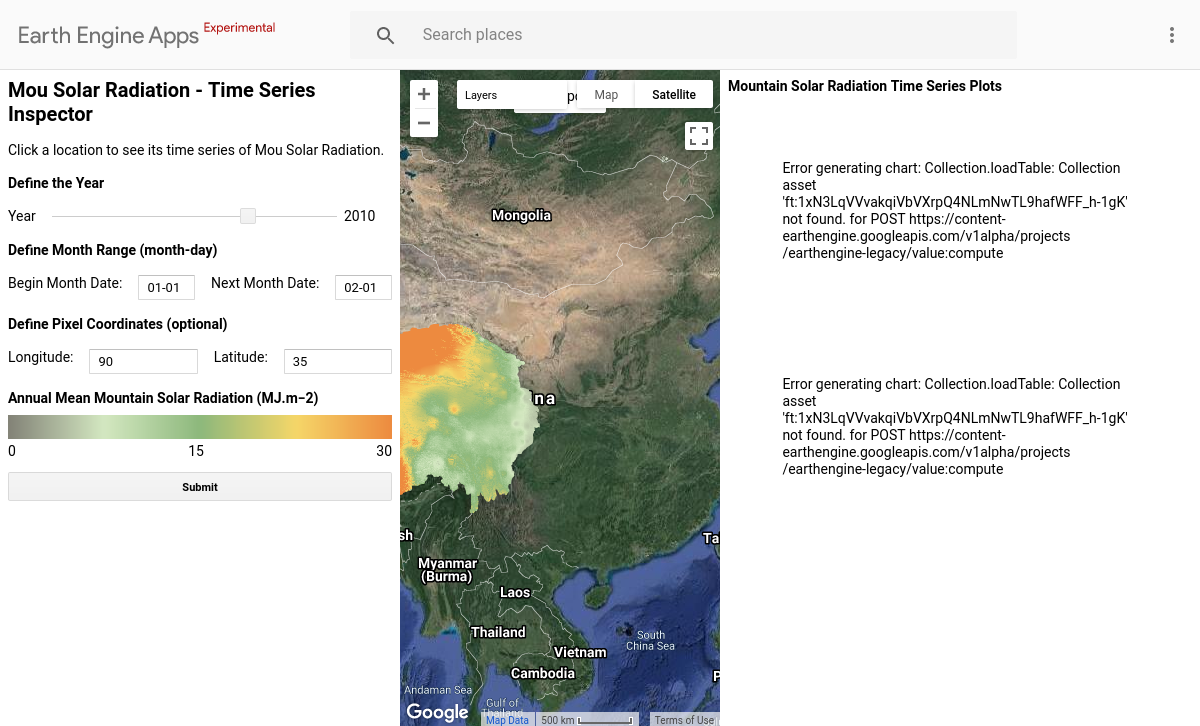 Earth Engine Apps Experimental
Search places
Mou Solar Radiation - Time Series
Inspector
Click a location to see its time series of Mou Solar Radiation.
Define the Year
Year 2010
Define Month Range (month-day)
Begin Month Date: 01-01 Next Month Date: 02-01
Define Pixel Coordinates (optional)
Longitude: 90 Latitude: 35
Annual Mean Mountain Solar Radiation (MJ.m−2)
0 15 30
Submit
Layers
Map Satellite
Mongolia
ina
sh
Myanmar
(Burma)
Laos
Thailand
Vietnam
Cambodia
Ta
South
China Sea
P
Andaman Sea
Gulf of
Thailand
Google
Map Data 500 km Terms of Use
Mountain Solar Radiation Time Series Plots
Error generating chart: Collection.loadTable: Collection
asset
'ft:1xN3LqVVvakqiVbVXrpQ4NLmNwTL9hafWFF_h-1gK'
not found. for POST https://content-
earthengine.googleapis.com/v1alpha/projects
/earthengine-legacy/value:compute
Error generating chart: Collection.loadTable: Collection
asset
'ft:1xN3LqVVvakqiVbVXrpQ4NLmNwTL9hafWFF_h-1gK'
not found. for POST https://content-
earthengine.googleapis.com/v1alpha/projects
/earthengine-legacy/value:compute